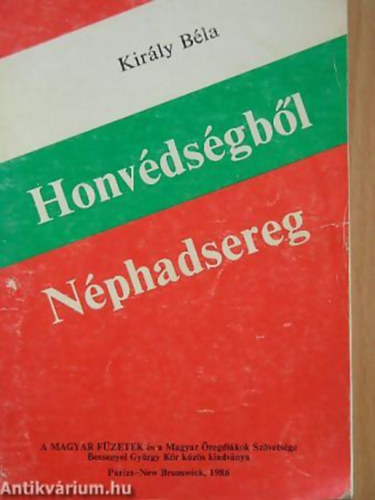 Király Béla
Honvédségből
Néphadsereg
A MAGYAR FÜZETEK és a Magyar Öregdiákok Szövetsége
Bessenyei György Kör közös kiadványa
Párizs–New Brunswick, 1986
Antikvárium.hu